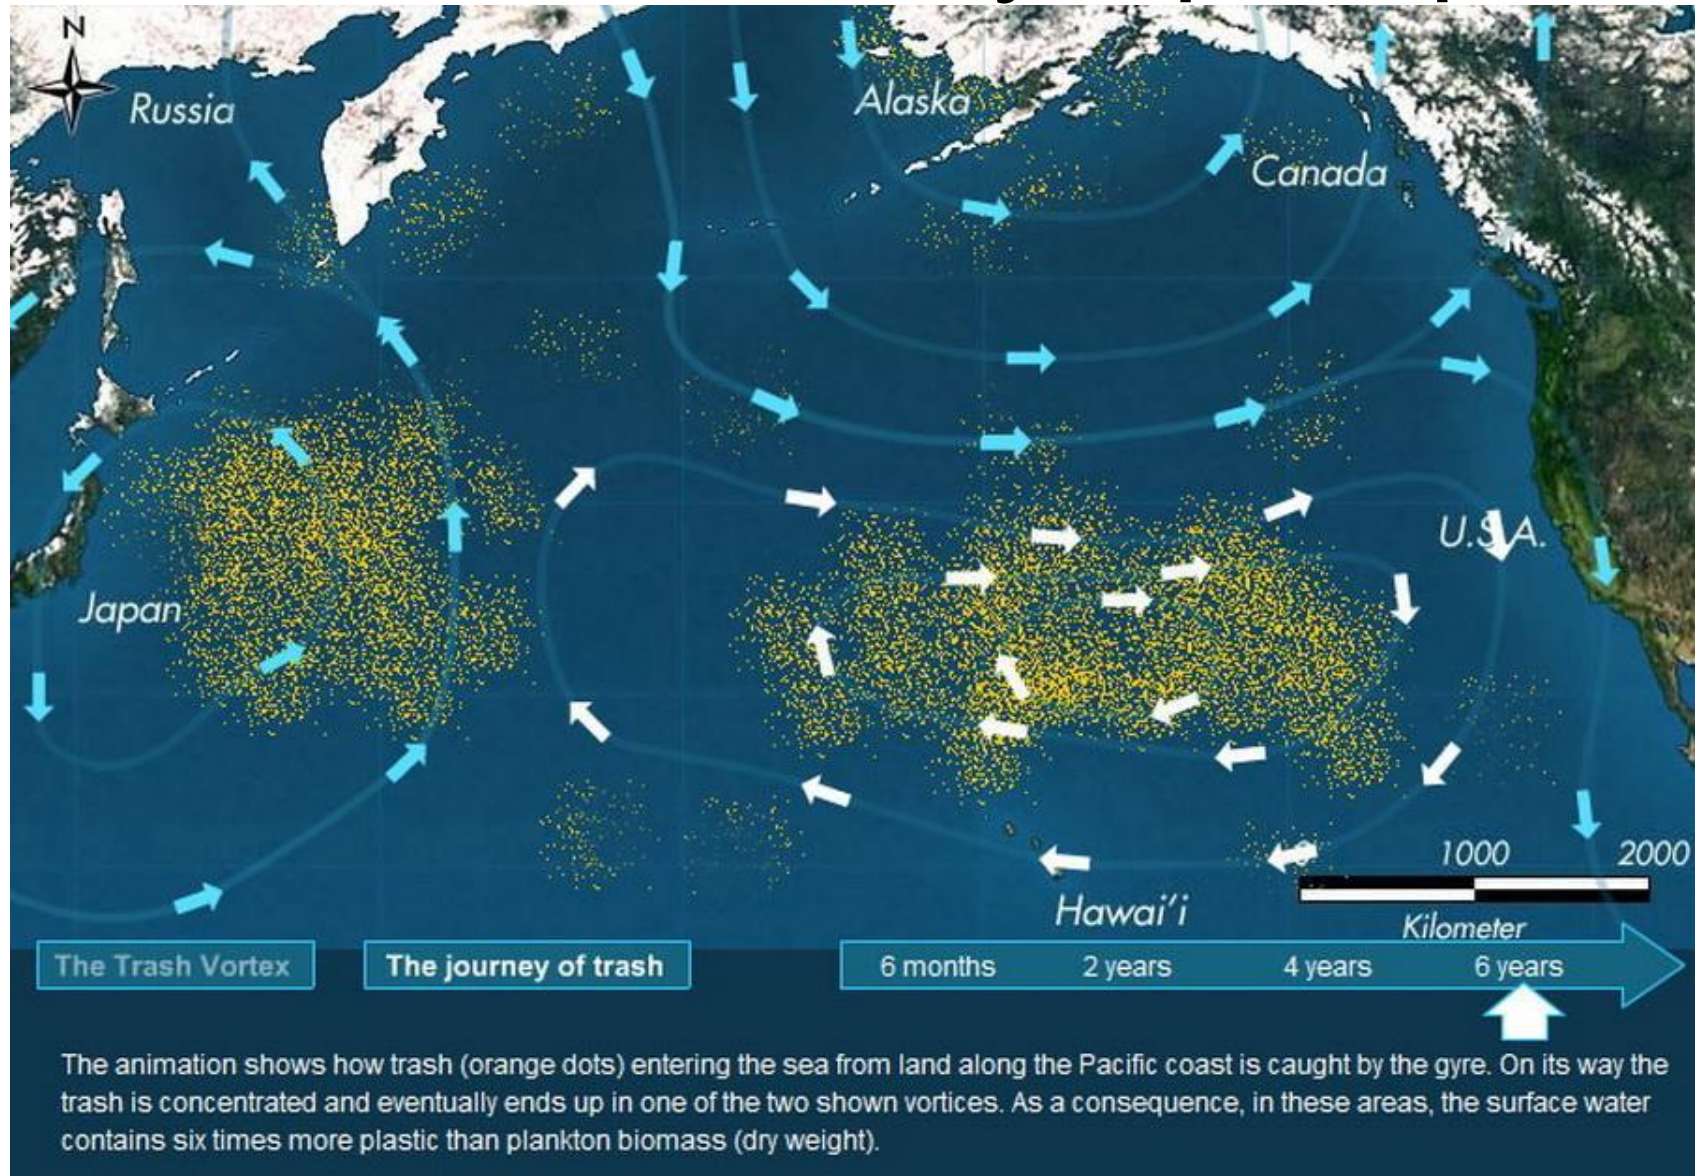 N
Russia
Alaska
Canada
U.S.A.
Japan
1000 2000
Hawai'i
Kilometer
The Trash Vortex
The journey of trash
6 months 2 years 4 years 6 years
The animation shows how trash (orange dots) entering the sea from land along the Pacific coast is caught by the gyre. On its way the
trash is concentrated and eventually ends up in one of the two shown vortices. As a consequence, in these areas, the surface water
contains six times more plastic than plankton biomass (dry weight).